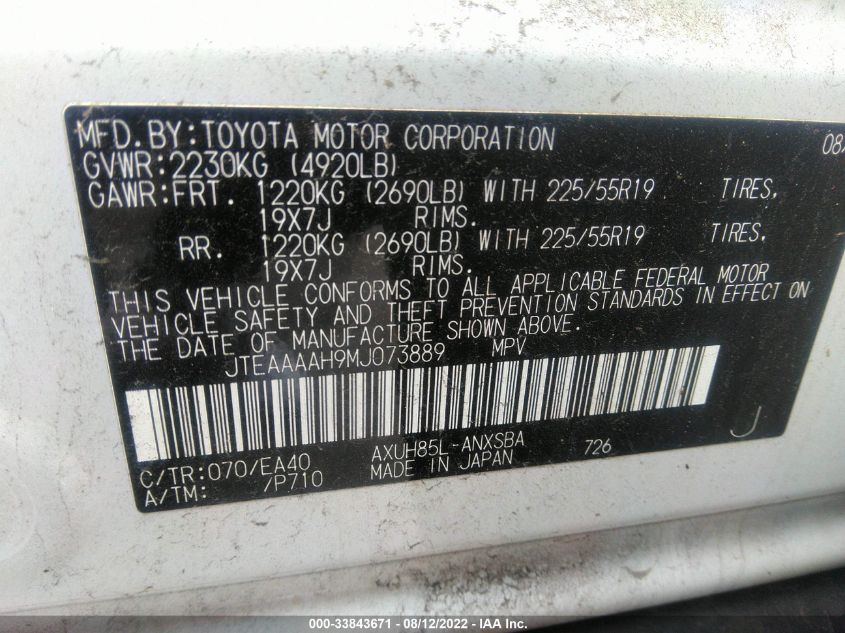 MFD.BY:TOYOTA MOTOR CORPORATION 08/
GVWR:2230KG (4920LB)
GAWR:FRT. 1220KG (2690LB) WITH 225/55R19 TIRES,
19X7J RIMS.
RR. 1220KG (2690LB) WITH 225/55R19 TIRES,
19X7J RIMS.
THIS VEHICLE CONFORMS TO ALL APPLICABLE FEDERAL MOTOR
VEHICLE SAFETY AND THEFT PREVENTION STANDARDS IN EFFECT ON
THE DATE OF MANUFACTURE SHOWN ABOVE.
JTEAAAAH9MJ073889 MPV
C/TR:070/EA40 AXUH85L-ANXSBA 726 J
A/TM: /P710 MADE IN JAPAN
000-33843671 - 08/12/2022 - IAA Inc.